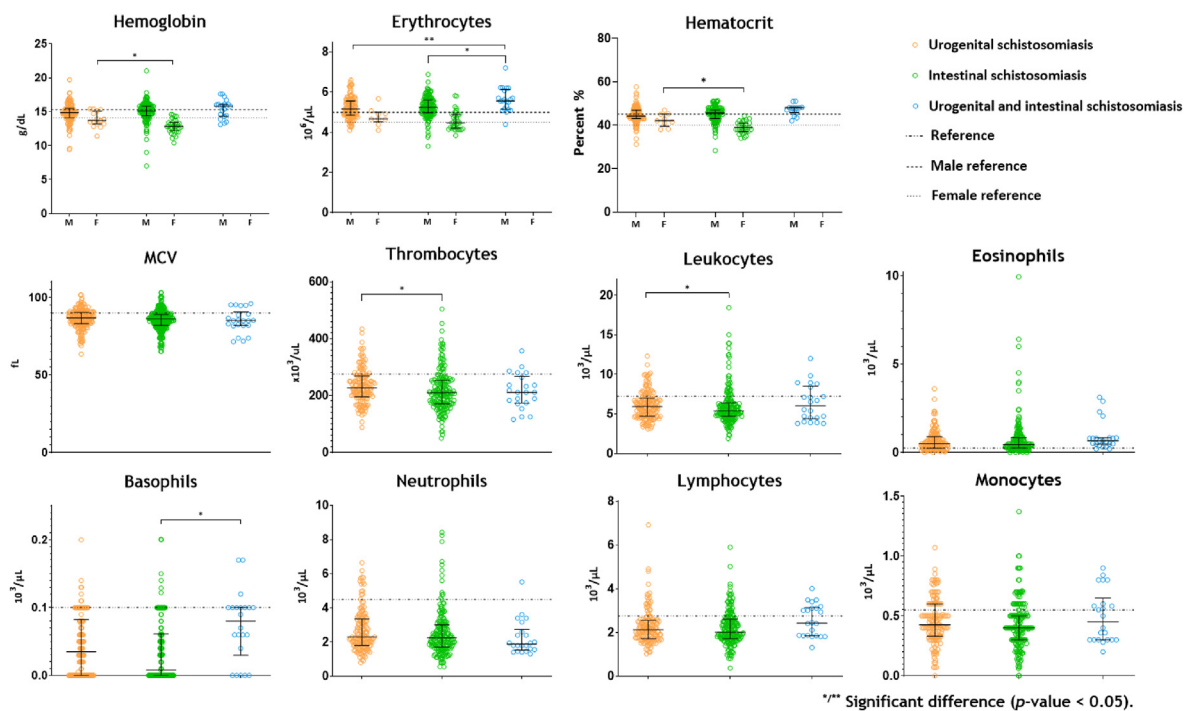 Hemoglobin
*
25
20
15
10
5
0
g/dL
M F M F M F
Erythrocytes
**
*
8
6
4
2
0
10⁶/µL
M F M F M F
Hematocrit
*
80
60
40
20
0
Percent %
M F M F M F
Urogenital schistosomiasis
Intestinal schistosomiasis
Urogenital and intestinal schistosomiasis
Reference
Male reference
Female reference
MCV
100
50
0
fL
Thrombocytes
*
600
400
200
0
x10³/uL
Leukocytes
*
20
15
10
5
0
10³/µL
Eosinophils
10
5
0
10³/µL
Basophils
*
0.2
0.1
0.0
10³/µL
Neutrophils
10
8
6
4
2
0
10³/µL
Lymphocytes
8
6
4
2
0
10³/µL
Monocytes
1.5
1.0
0.5
0.0
10³/µL
*/** Significant difference (p-value < 0.05).